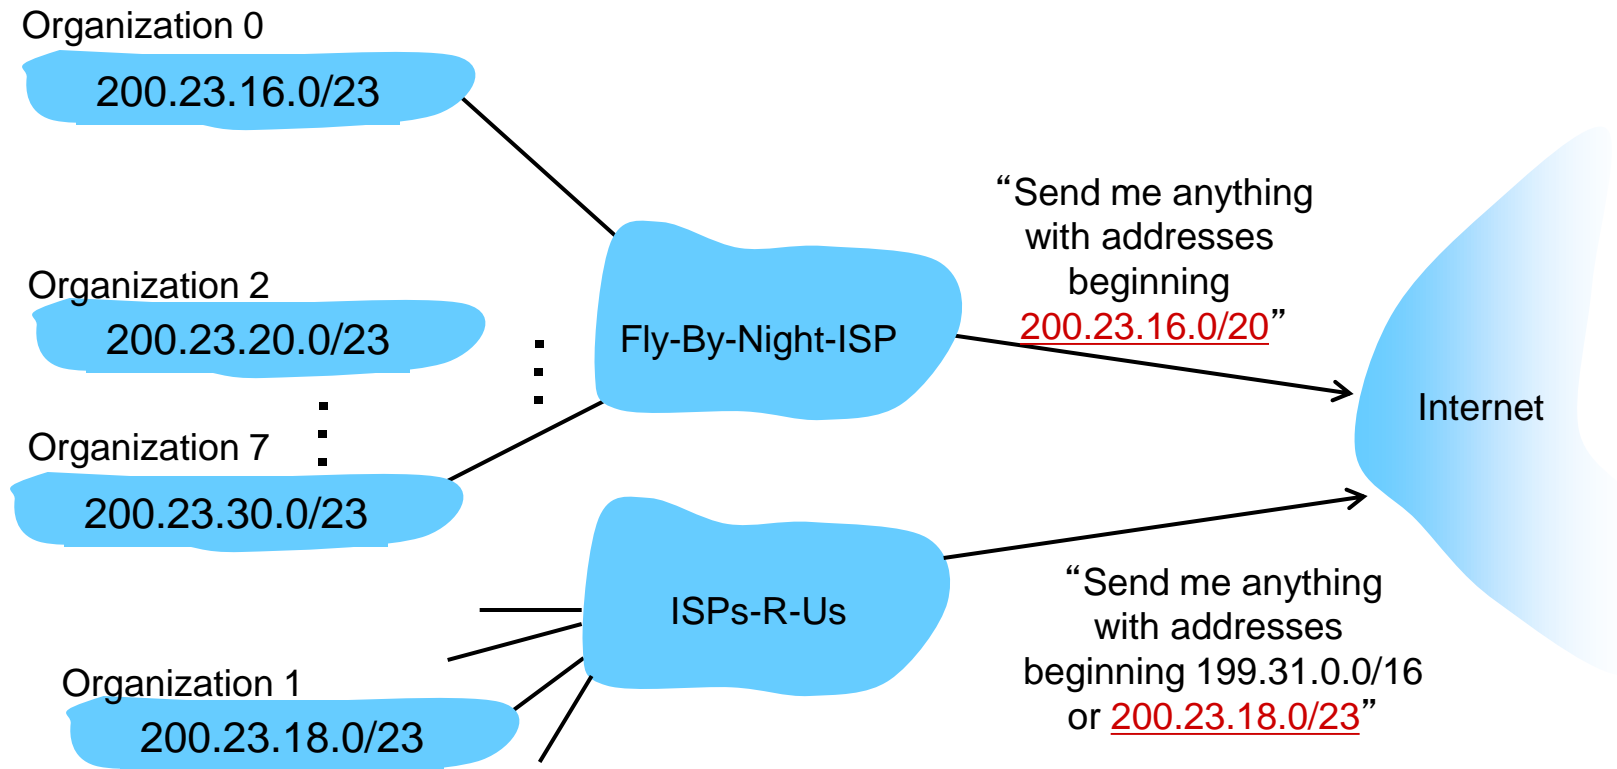 Organization 0
200.23.16.0/23
Organization 2
200.23.20.0/23
Organization 7
200.23.30.0/23
Organization 1
200.23.18.0/23
Fly-By-Night-ISP
ISPs-R-Us
“Send me anything
with addresses
beginning
200.23.16.0/20”
“Send me anything
with addresses
beginning 199.31.0.0/16
or 200.23.18.0/23”
Internet